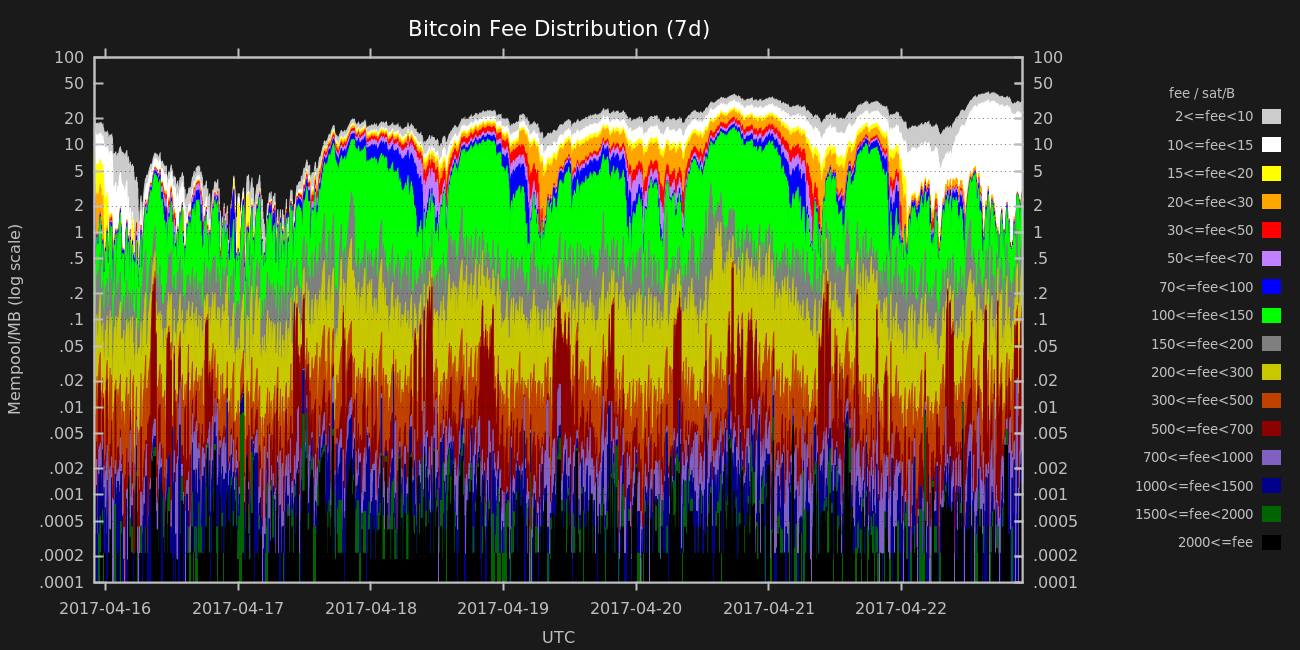 Bitcoin Fee Distribution (7d)
Mempool/MB (log scale)
100
50
20
10
5
2
1
.5
.2
.1
.05
.02
.01
.005
.002
.001
.0005
.0002
.0001
100
50
20
10
5
2
1
.5
.2
.1
.05
.02
.01
.005
.002
.001
.0005
.0002
.0001
2017-04-16 2017-04-17 2017-04-18 2017-04-19 2017-04-20 2017-04-21 2017-04-22
UTC
fee / sat/B
2<=fee<10
10<=fee<15
15<=fee<20
20<=fee<30
30<=fee<50
50<=fee<70
70<=fee<100
100<=fee<150
150<=fee<200
200<=fee<300
300<=fee<500
500<=fee<700
700<=fee<1000
1000<=fee<1500
1500<=fee<2000
2000<=fee